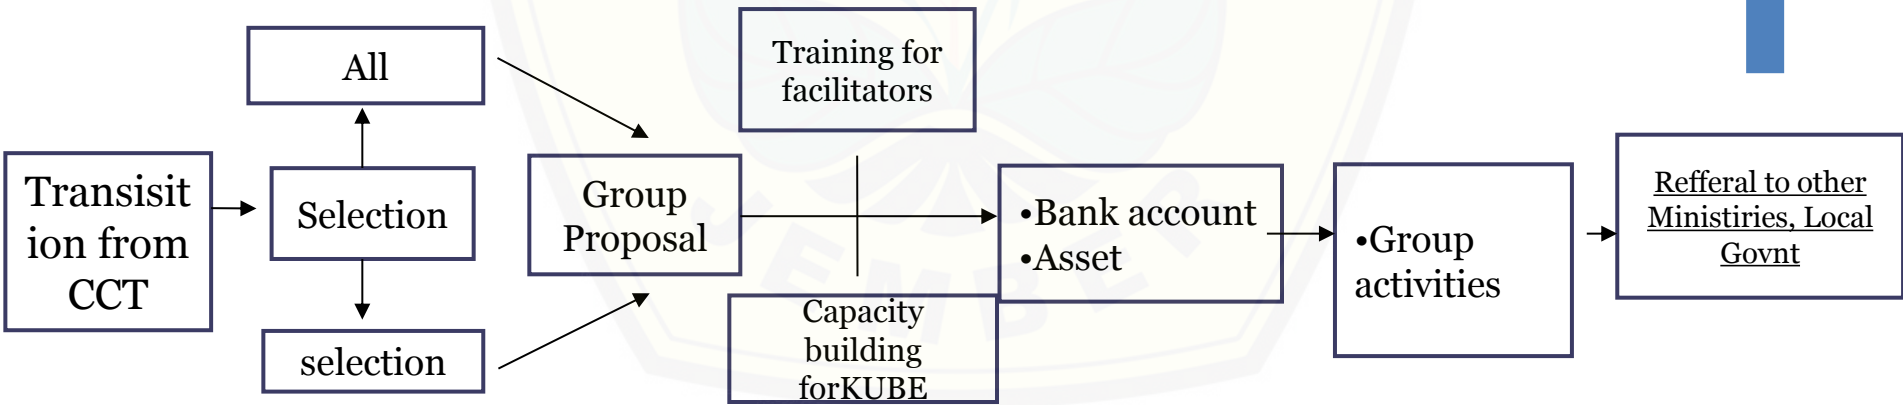 Transisit
ion from
CCT
All
Selection
selection
Group
Proposal
Training for
facilitators
Capacity
building
forKUBE
•Bank account
•Asset
•Group
activities
Refferal to other
Ministiries, Local
Govnt
JEMBER